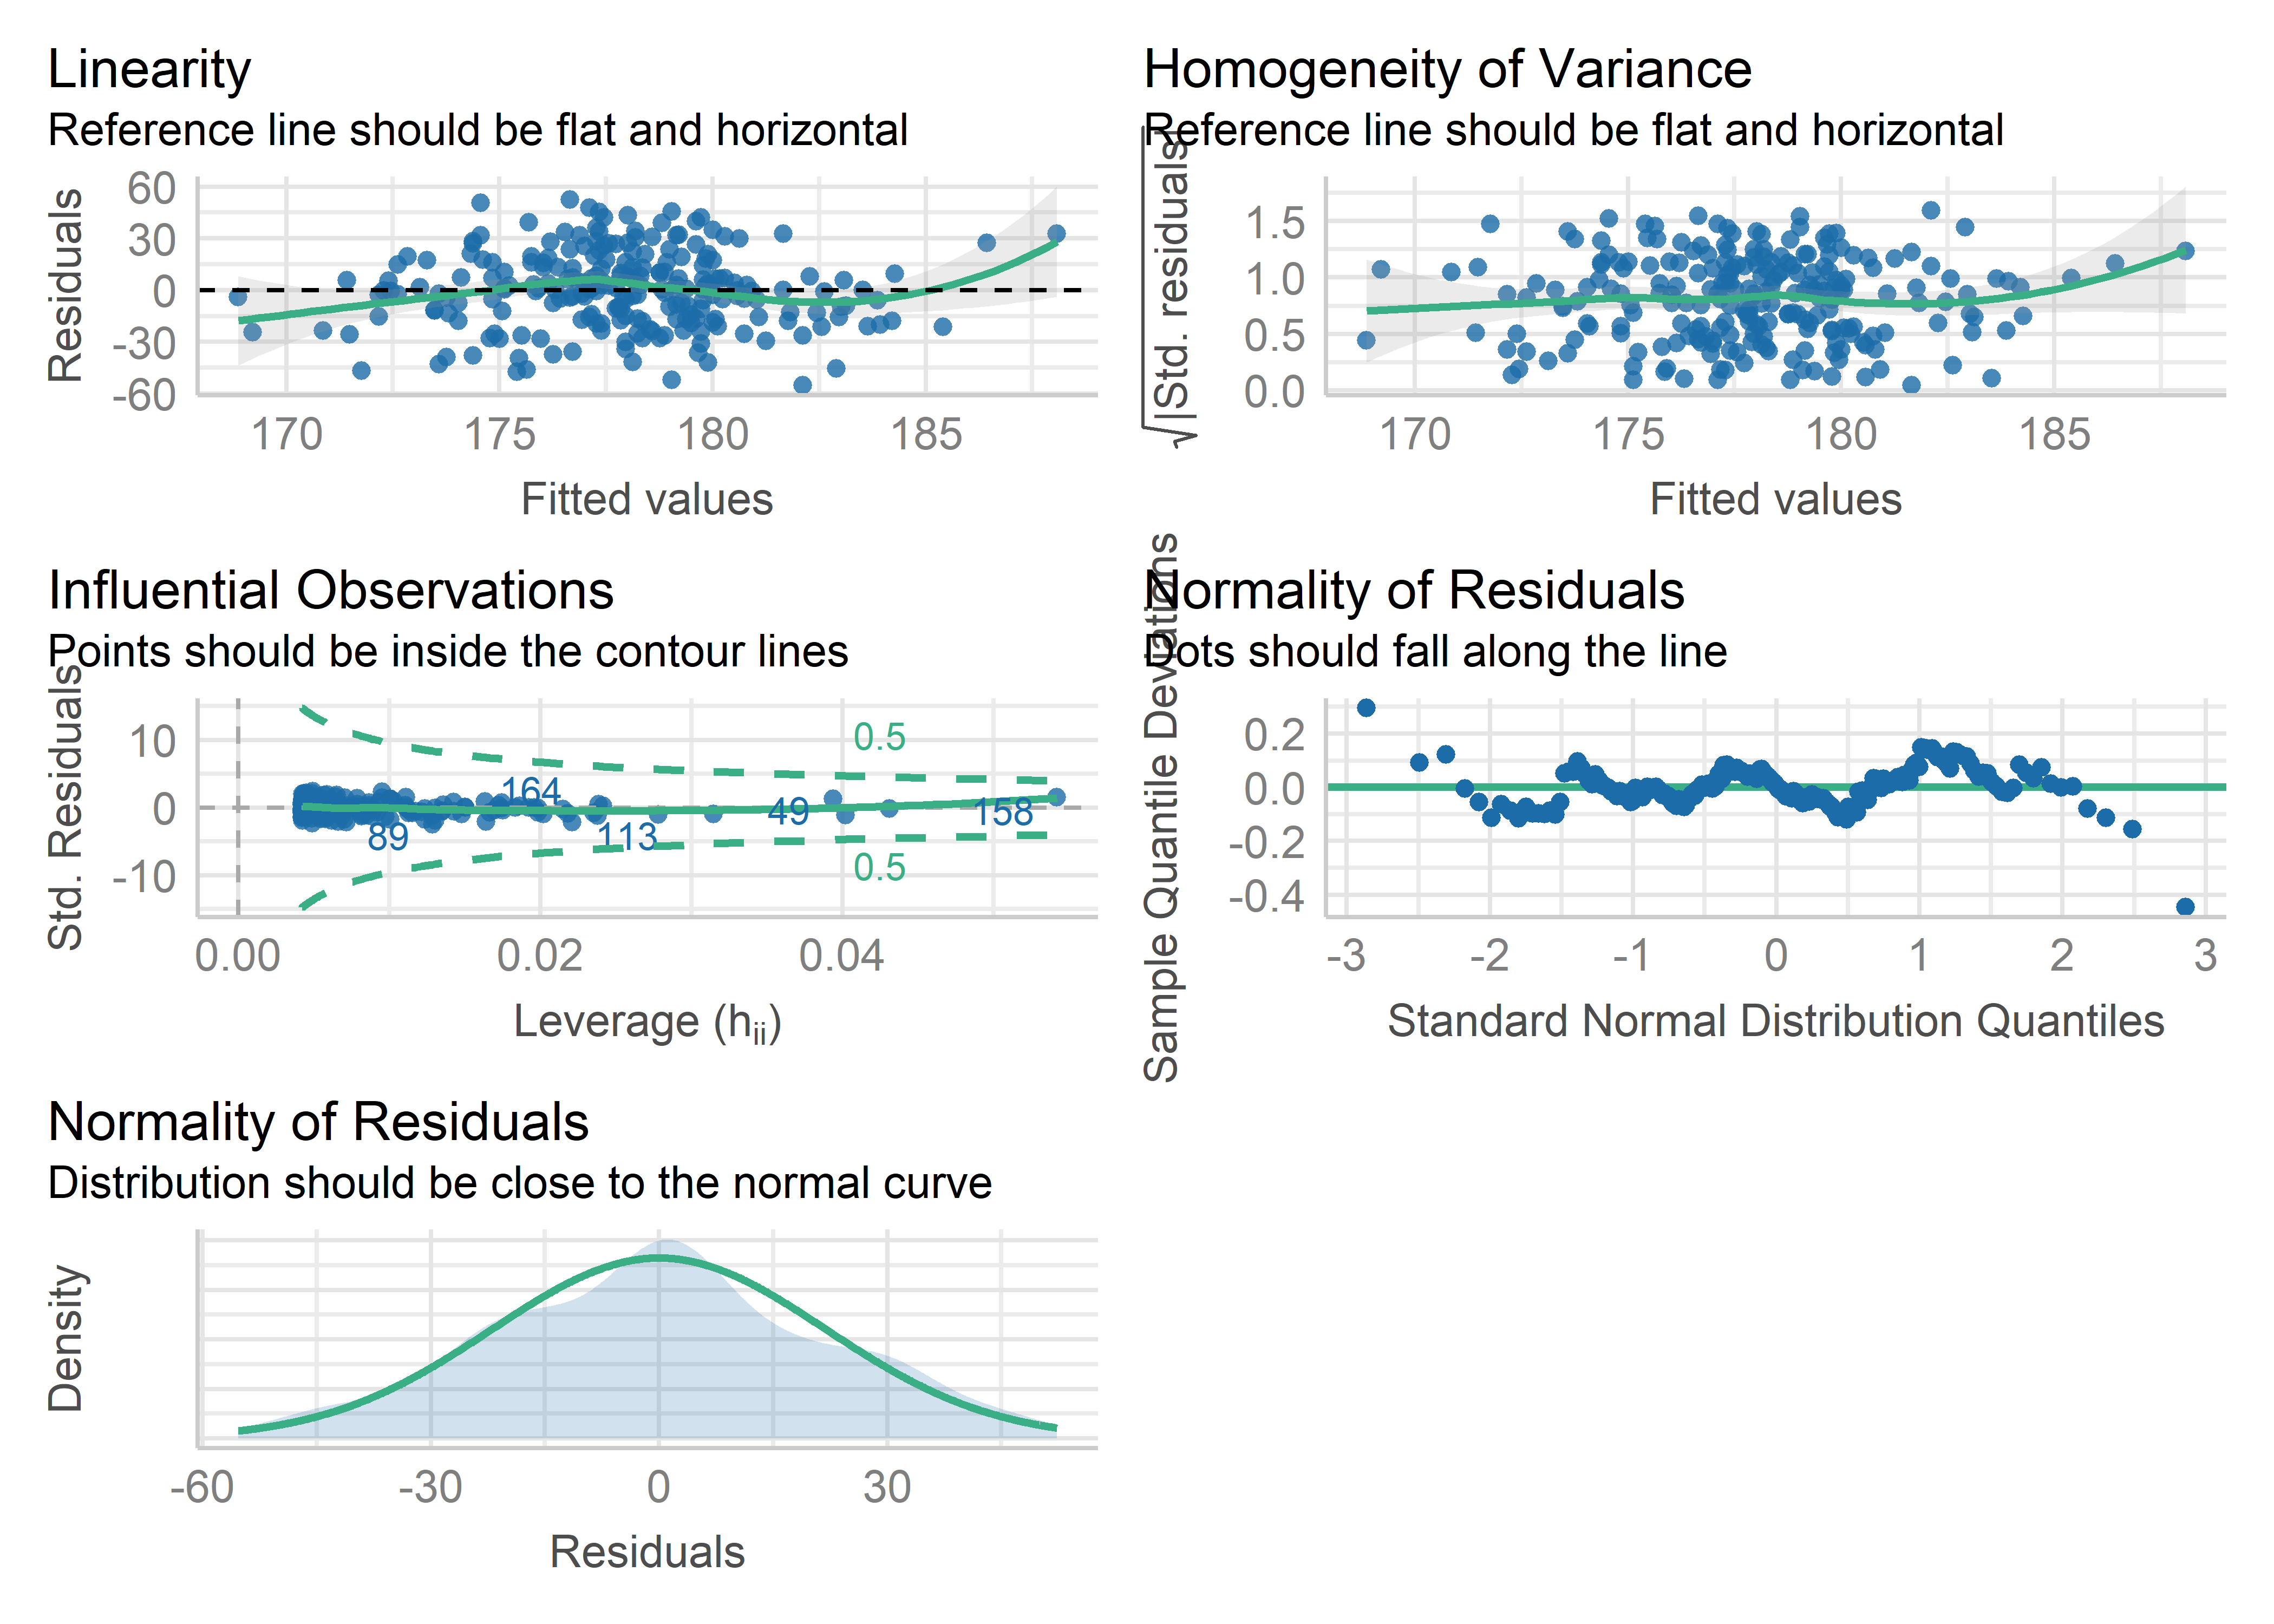 Linearity
Reference line should be flat and horizontal
Residuals
60
30
0
-30
-60
170 175 180 185
Fitted values
Homogeneity of Variance
Reference line should be flat and horizontal
√|Std. residuals|
1.5
1.0
0.5
0.0
170 175 180 185
Fitted values
Influential Observations
Points should be inside the contour lines
Std. Residuals
10
0
-10
0.5
164
49
158
89
113
0.5
0.00 0.02 0.04
Leverage (hii)
Normality of Residuals
Dots should fall along the line
Sample Quantile Deviations
0.2
0.0
-0.2
-0.4
-3 -2 -1 0 1 2 3
Standard Normal Distribution Quantiles
Normality of Residuals
Distribution should be close to the normal curve
Density
-60 -30 0 30
Residuals